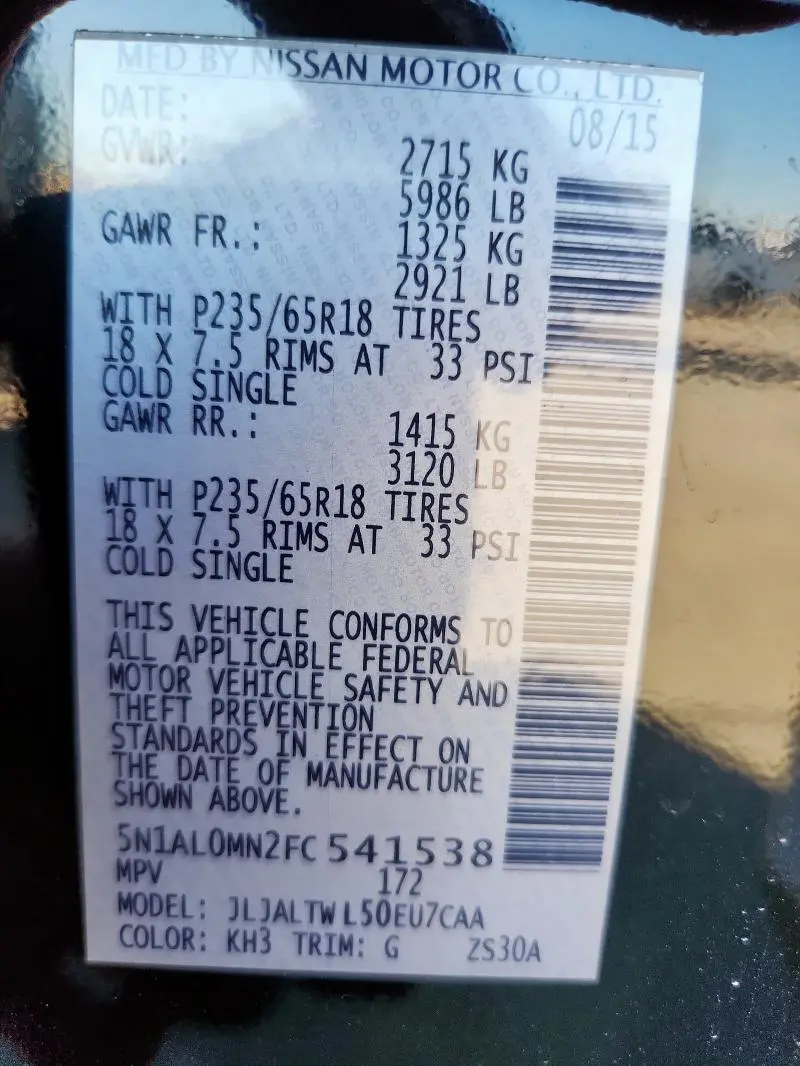 MFD BY NISSAN MOTOR CO., LTD.
DATE: 08/15
GVWR: 2715 KG
5986 LB
GAWR FR.: 1325 KG
2921 LB
WITH P235/65R18 TIRES
18 X 7.5 RIMS AT 33 PSI
COLD SINGLE
GAWR RR.: 1415 KG
3120 LB
WITH P235/65R18 TIRES
18 X 7.5 RIMS AT 33 PSI
COLD SINGLE
THIS VEHICLE CONFORMS TO
ALL APPLICABLE FEDERAL
MOTOR VEHICLE SAFETY AND
THEFT PREVENTION
STANDARDS IN EFFECT ON
THE DATE OF MANUFACTURE
SHOWN ABOVE.
5N1AL0MN2FC541538
MPV 172
MODEL: JLJALTWL50EU7CAA
COLOR: KH3 TRIM: G ZS30A